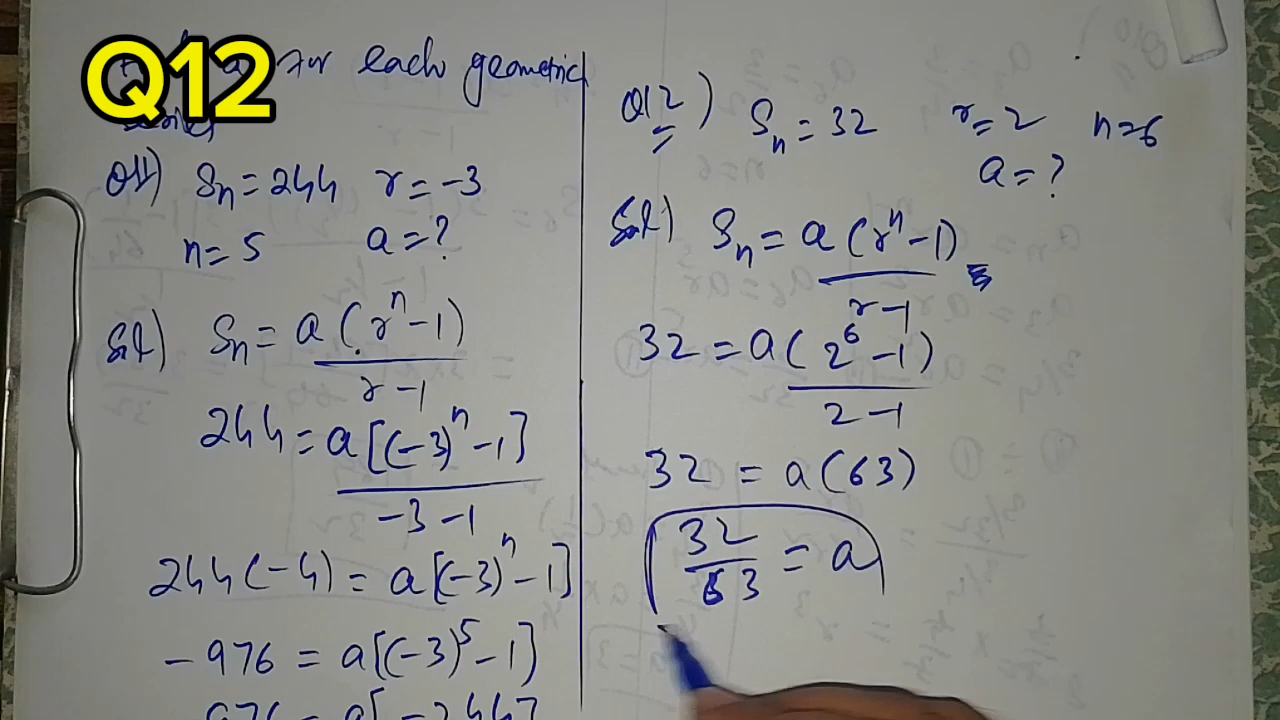 Q12
for each geometric
series
Q11) Sn = 244 r = -3
n = 5 a = ?
Sol) Sn = a (r^n - 1)
r - 1
244 = a [(-3)^n - 1]
-3 - 1
244(-4) = a[(-3)^n - 1]
-976 = a[(-3)^5 - 1]
Q12) Sn = 32 r = 2 n = 6
a = ?
Sol) Sn = a (r^n - 1)
r - 1
32 = a (2^6 - 1)
2 - 1
32 = a (63)
32/63 = a